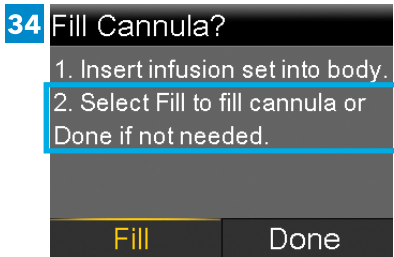 34
Fill Cannula?
1. Insert infusion set into body.
2. Select Fill to fill cannula or
Done if not needed.
Fill
Done